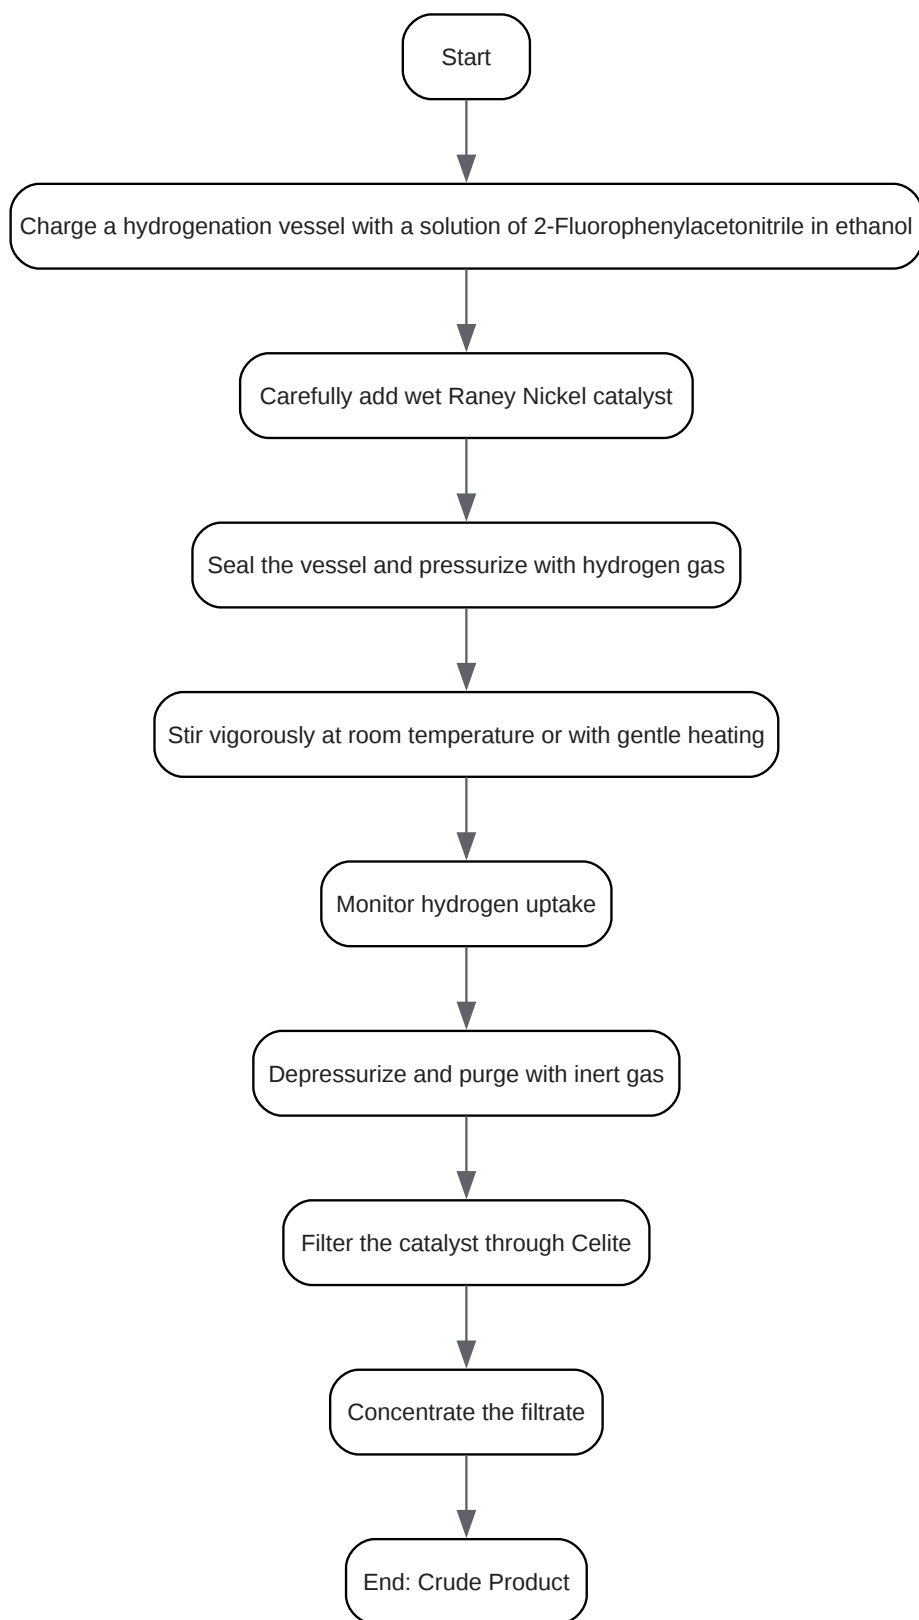 Start
Charge a hydrogenation vessel with a solution of 2-Fluorophenylacetonitrile in ethanol
Carefully add wet Raney Nickel catalyst
Seal the vessel and pressurize with hydrogen gas
Stir vigorously at room temperature or with gentle heating
Monitor hydrogen uptake
Depressurize and purge with inert gas
Filter the catalyst through Celite
Concentrate the filtrate
End: Crude Product